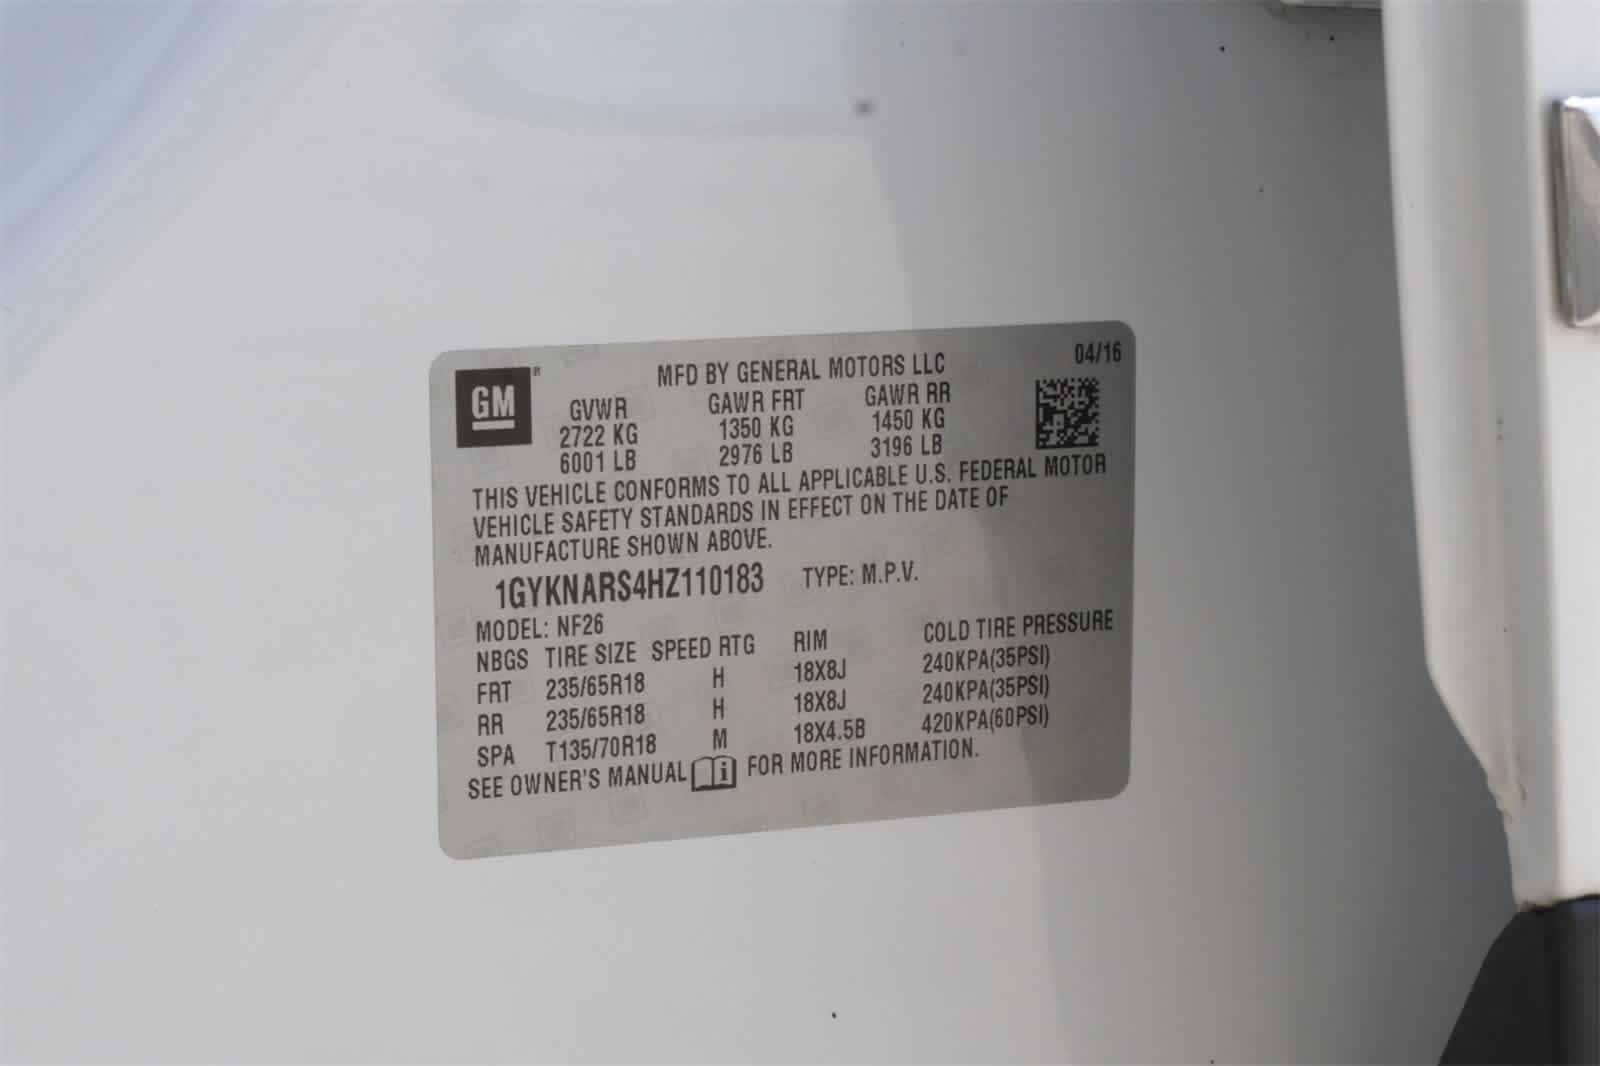 GM® MFD BY GENERAL MOTORS LLC 04/16
GVWR GAWR FRT GAWR RR
2722 KG 1350 KG 1450 KG
6001 LB 2976 LB 3196 LB
THIS VEHICLE CONFORMS TO ALL APPLICABLE U.S. FEDERAL MOTOR
VEHICLE SAFETY STANDARDS IN EFFECT ON THE DATE OF
MANUFACTURE SHOWN ABOVE.
1GYKNARS4HZ110183 TYPE: M.P.V.
MODEL: NF26
NBGS TIRE SIZE SPEED RTG RIM COLD TIRE PRESSURE
FRT 235/65R18 H 18X8J 240KPA(35PSI)
RR 235/65R18 H 18X8J 240KPA(35PSI)
SPA T135/70R18 M 18X4.5B 420KPA(60PSI)
SEE OWNER'S MANUAL i FOR MORE INFORMATION.